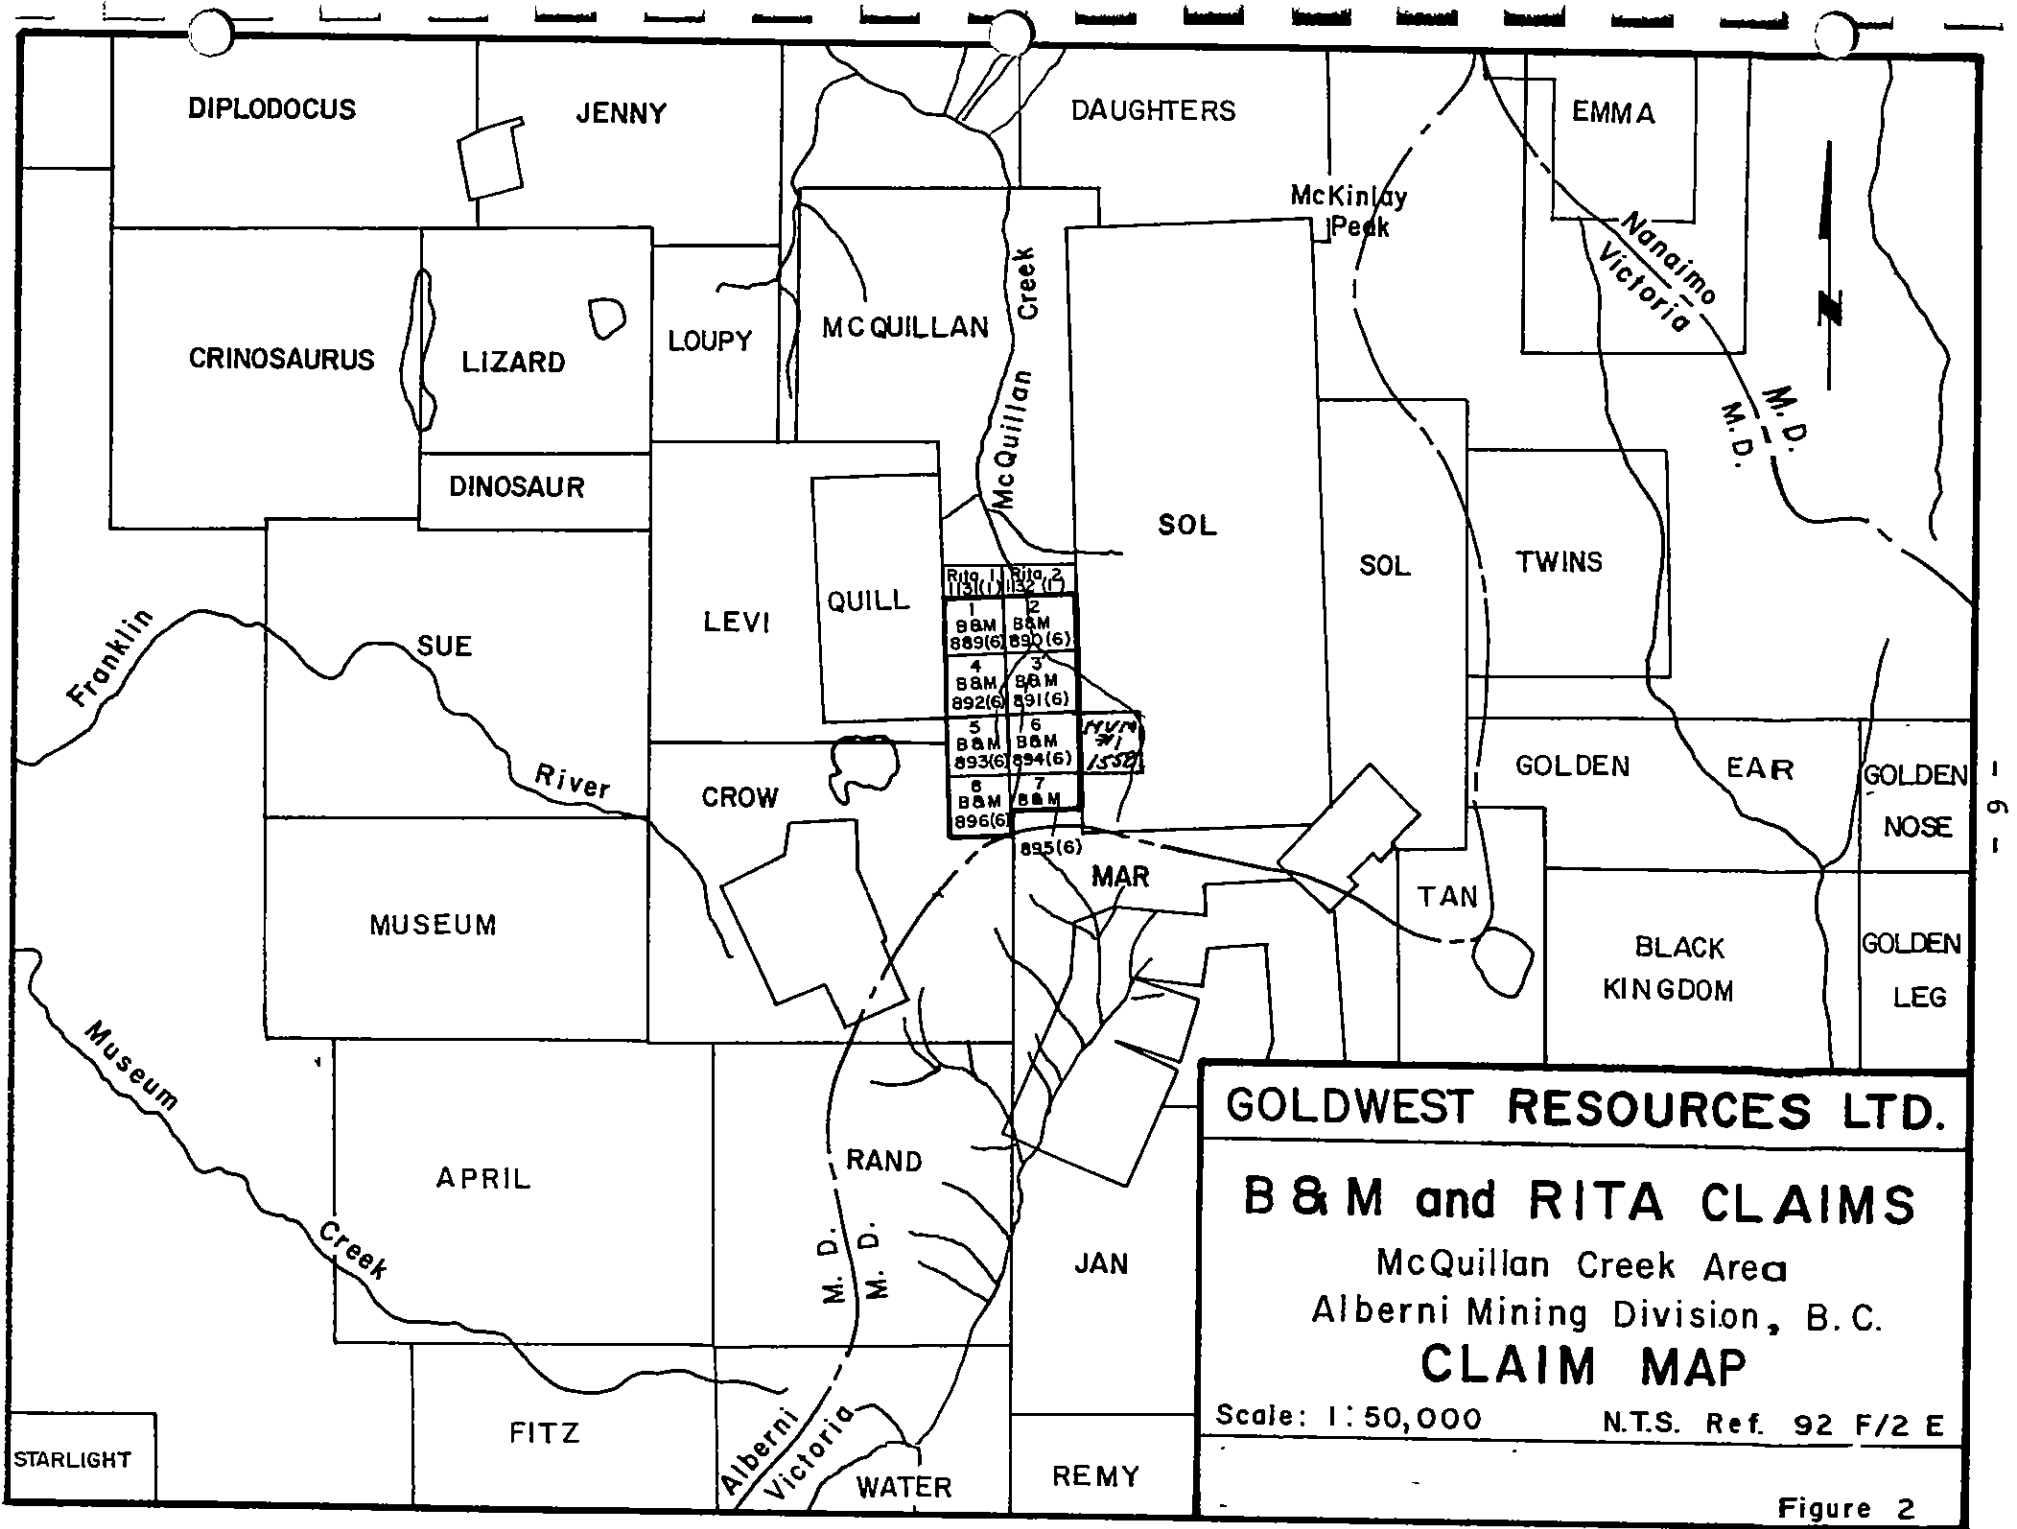 DIPLODOCUS
JENNY
DAUGHTERS
EMMA
McKinlay
Peak
Nanaimo
Victoria
M. D.
M. D.
CRINOSAURUS
LIZARD
LOUPY
MCQUILLAN
McQuillan Creek
DINOSAUR
SOL
SOL
TWINS
QUILL
LEVI
SUE
Franklin River
Rita 1
1131(1)
Rita 2
1132(1)
1
B&M
889(6)
2
B&M
890(6)
4
B&M
892(6)
3
B&M
891(6)
5
B&M
893(6)
6
B&M
894(6)
#1
8
B&M
896(6)
7
B&M
895(6)
CROW
GOLDEN EAR
GOLDEN
NOSE
- 6 -
MUSEUM
MAR
TAN
BLACK
KINGDOM
GOLDEN
LEG
N
Museum Creek
APRIL
RAND
M. D.
M. D.
JAN
FITZ
Alberni
Victoria
WATER
REMY
STARLIGHT
GOLDWEST RESOURCES LTD.
B & M and RITA CLAIMS
McQuillan Creek Area
Alberni Mining Division, B. C.
CLAIM MAP
Scale: 1:50,000 N.T.S. Ref. 92 F/2 E
Figure 2